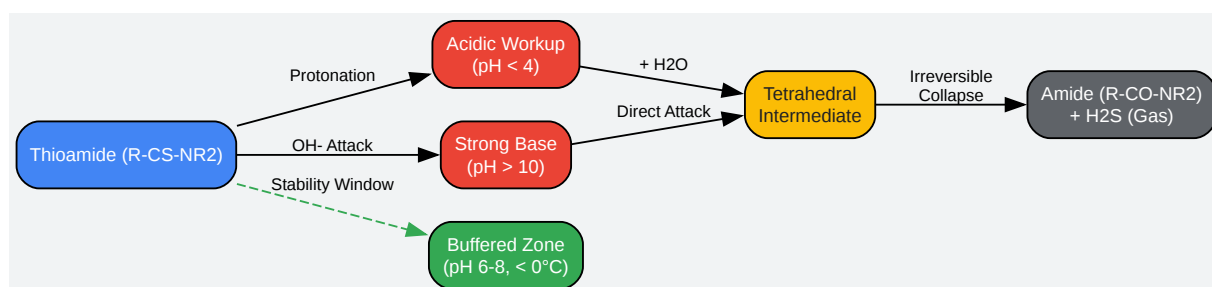 Thioamide (R-CS-NR2)
Protonation
OH- Attack
Stability Window
Acidic Workup
(pH < 4)
Strong Base
(pH > 10)
Buffered Zone
(pH 6-8, < 0°C)
+ H2O
Direct Attack
Tetrahedral
Intermediate
Irreversible
Collapse
Amide (R-CO-NR2)
+ H2S (Gas)